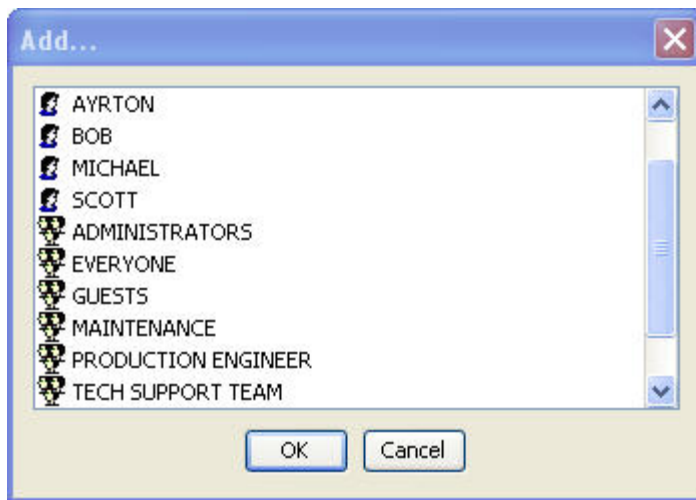 Add...
AYRTON
BOB
MICHAEL
SCOTT
ADMINISTRATORS
EVERYONE
GUESTS
MAINTENANCE
PRODUCTION ENGINEER
TECH SUPPORT TEAM
OK Cancel